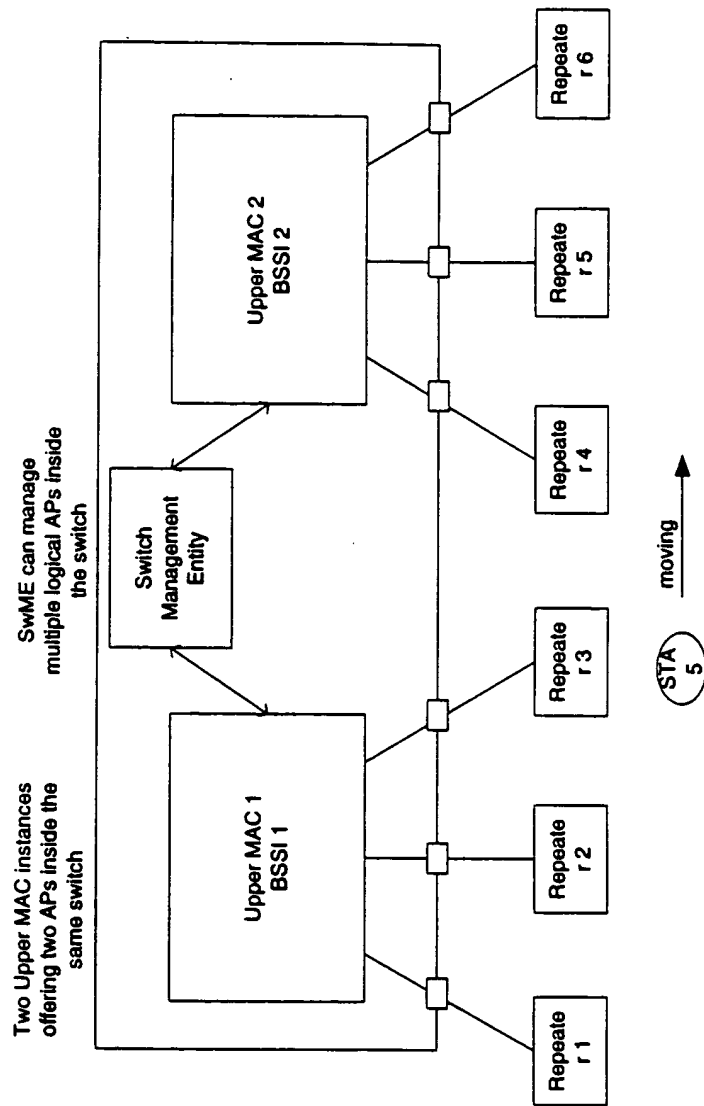 Two Upper MAC instances
offering two APs inside the
same switch
SwME can manage
multiple logical APs inside
the switch
Switch
Management
Entity
Upper MAC 1
BSSI 1
Upper MAC 2
BSSI 2
Repeate
r 1
Repeate
r 2
Repeate
r 3
Repeate
r 4
Repeate
r 5
Repeate
r 6
STA
5
moving